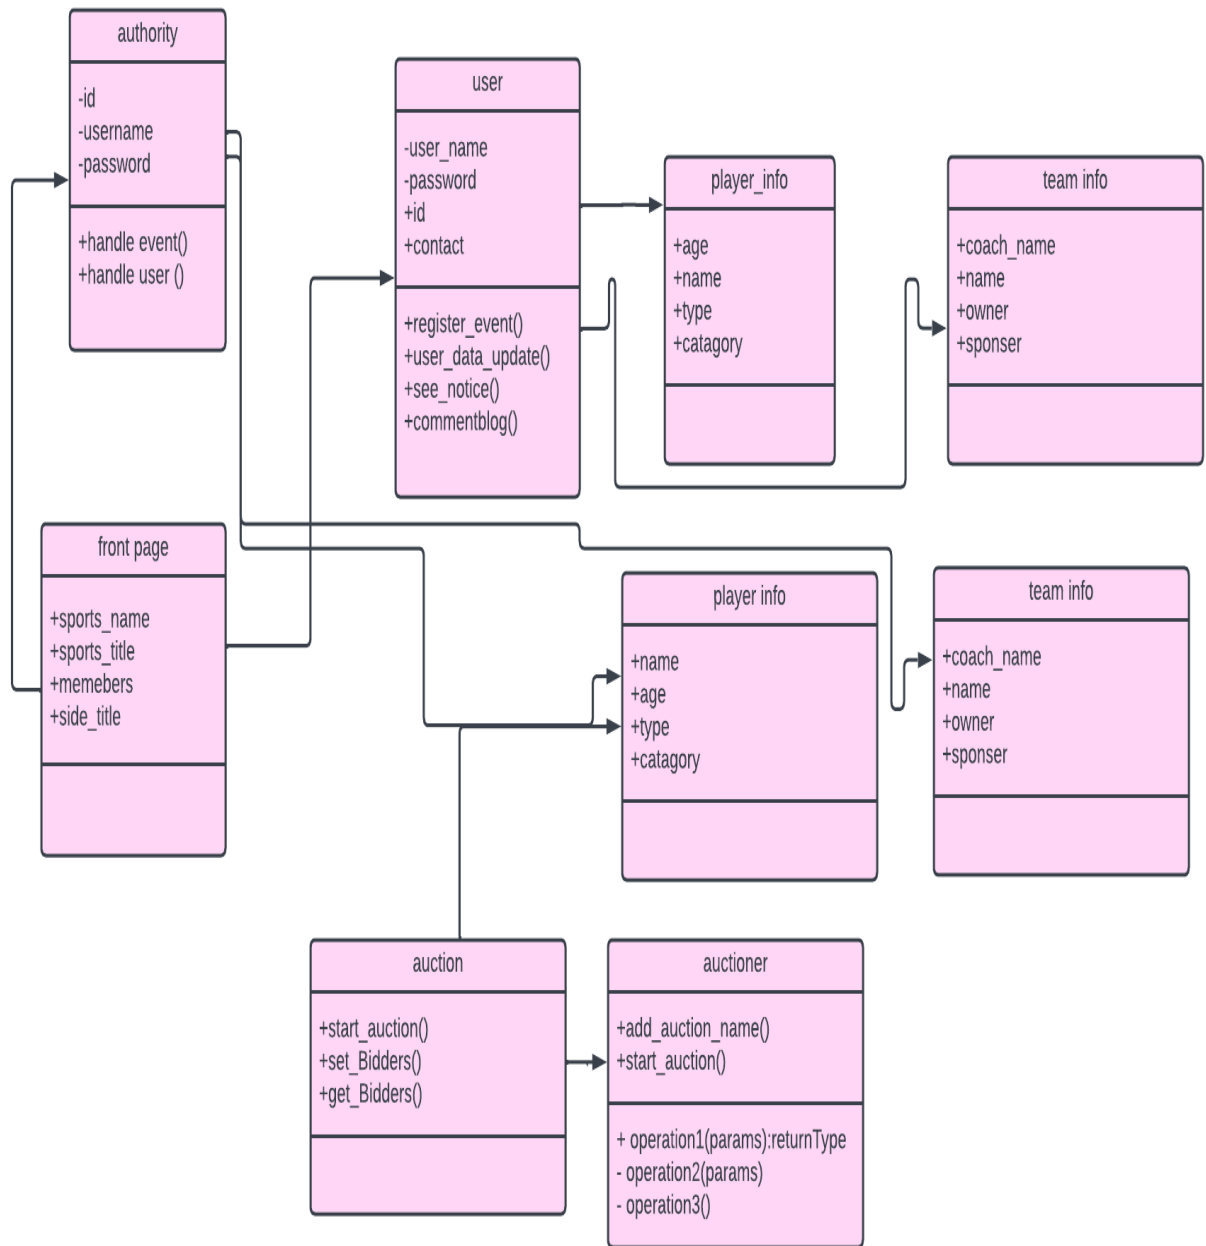 authority
-id
-username
-password
+handle event()
+handle user ()
user
-user_name
-password
+id
+contact
+register_event()
+user_data_update()
+see_notice()
+commentblog()
player_info
+age
+name
+type
+catagory
team info
+coach_name
+name
+owner
+sponser
front page
+sports_name
+sports_title
+memebers
+side_title
player info
+name
+age
+type
+catagory
team info
+coach_name
+name
+owner
+sponser
auction
+start_auction()
+set_Bidders()
+get_Bidders()
auctioner
+add_auction_name()
+start_auction()
+ operation1(params):returnType
- operation2(params)
- operation3()